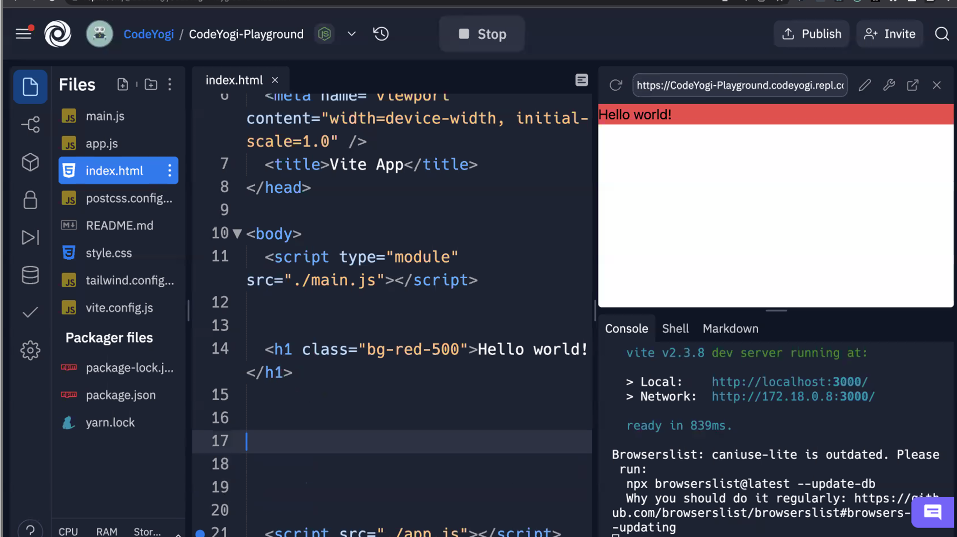 CodeYogi / CodeYogi-Playground
Stop
Publish
Invite
Files
main.js
app.js
index.html
postcss.config...
README.md
style.css
tailwind.config...
vite.config.js
Packager files
package-lock.j...
package.json
yarn.lock
CPU RAM Stor...
index.html
6 <meta name="viewport"
content="width=device-width, initial-
scale=1.0" />
7 <title>Vite App</title>
8 </head>
9
10 <body>
11 <script type="module"
src="./main.js"></script>
12
13
14 <h1 class="bg-red-500">Hello world!
</h1>
15
16
17
18
19
20
21 <script src="./app.js"></script>
https://CodeYogi-Playground.codeyogi.repl.co
Hello world!
Console Shell Markdown
vite v2.3.8 dev server running at:
> Local: http://localhost:3000/
> Network: http://172.18.0.8:3000/
ready in 839ms.
Browserslist: caniuse-lite is outdated. Please
run:
npx browserslist@latest --update-db
Why you should do it regularly: https://gith
ub.com/browserslist/browserslist#browsers-
-updating